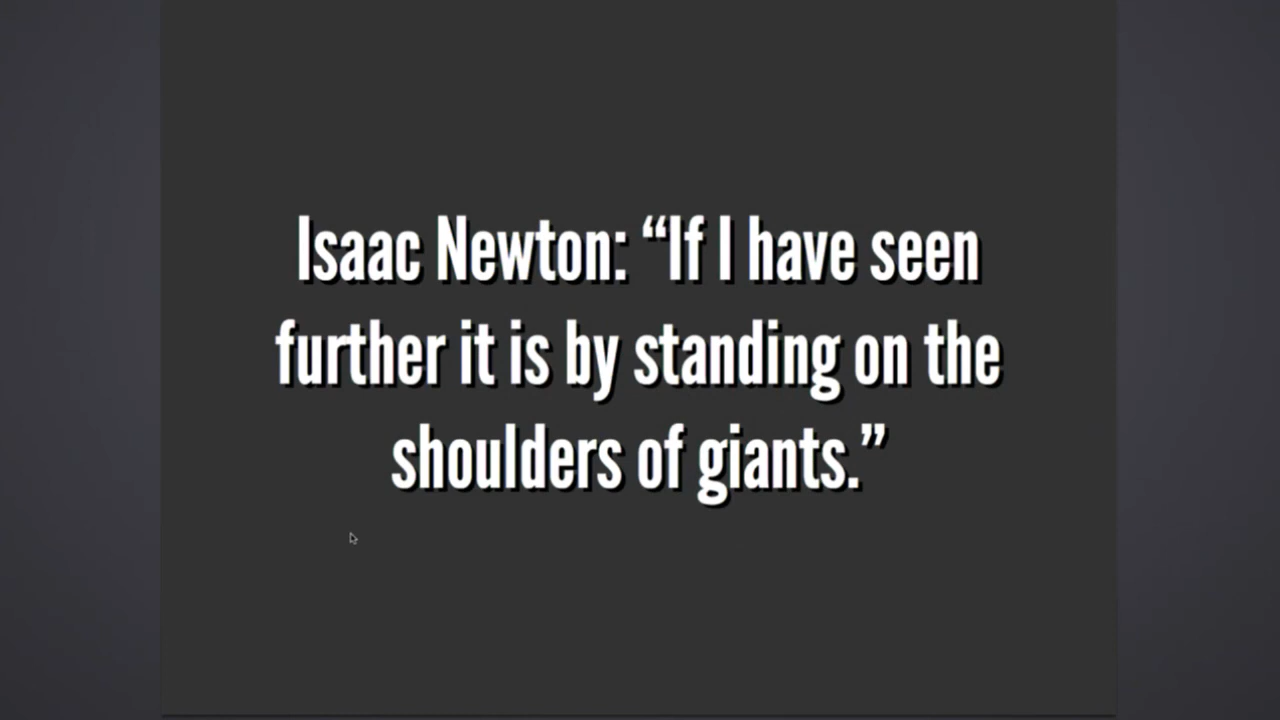 Isaac Newton: “If I have seen
further it is by standing on the
shoulders of giants.”